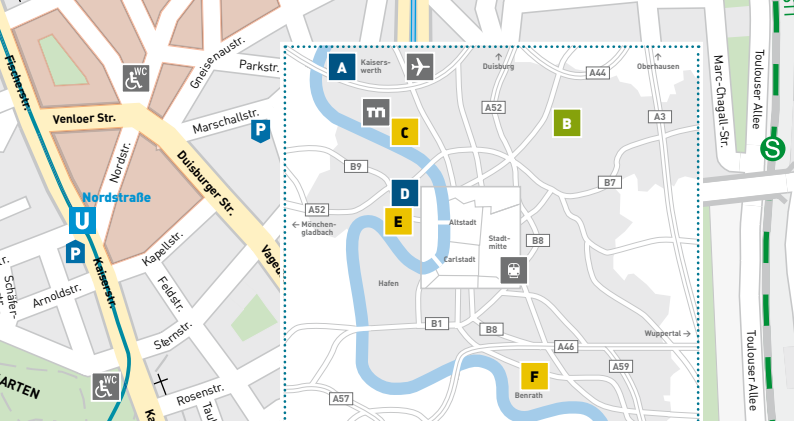 Fischerstr.
WC
Gneisenaustr.
Parkstr.
Venloer Str.
Marschallstr.
P
Nordstr.
Duisburger Str.
Nordstraße
U
P
Kaiserstr.
Kapellstr.
Schäfer-
Arnoldstr.
Feldstr.
Sternstr.
WC
Rosenstr.
A
Kaisers-
werth
Duisburg
A44
Oberhausen
A52
A3
m
C
B
B9
B7
D
A52
E
Mönchen-
gladbach
Altstadt
Stadt-
mitte
B8
Carlstadt
Hafen
B1
B8
Wuppertal
A46
A59
F
A57
Benrath
Marc-Chagall-Str.
Toulouser Allee
S
Toulouser Allee